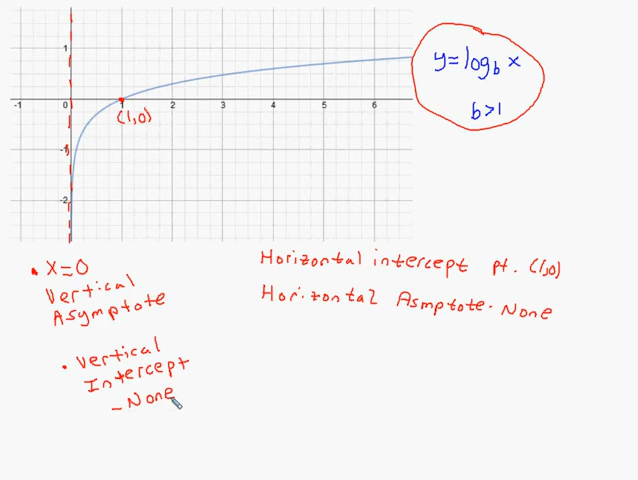 1
-1
0
1
2
3
4
5
6
-1
-2
(1,0)
y=log_b x
b>1
• x=0
Vertical
Asymptote
• Vertical
Intercept
- None
Horizontal intercept pt. (1,0)
Horizontal Asmptote - None